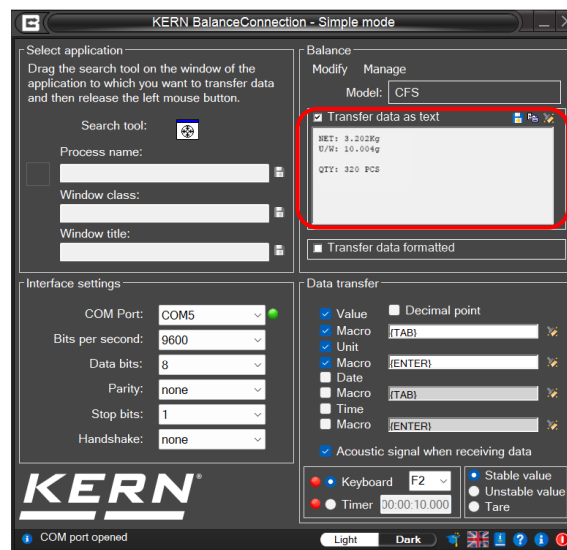 KERN BalanceConnection - Simple mode
Select application
Drag the search tool on the window of the
application to which you want to transfer data
and then release the left mouse button.
Search tool:
Process name:
Window class:
Window title:
Balance
Modify Manage
Model: CFS
Transfer data as text
NET: 3.202Kg
U/W: 10.004g
QTY: 320 PCS
Transfer data formatted
Interface settings
COM Port: COM5
Bits per second: 9600
Data bits: 8
Parity: none
Stop bits: 1
Handshake: none
KERN®
Data transfer
Value Decimal point
Macro {TAB}
Unit
Macro {ENTER}
Date
Macro {TAB}
Time
Macro {ENTER}
Acoustic signal when receiving data
Keyboard F2
Timer 00:00:10.000
Stable value
Unstable value
Tare
COM port opened
Light Dark